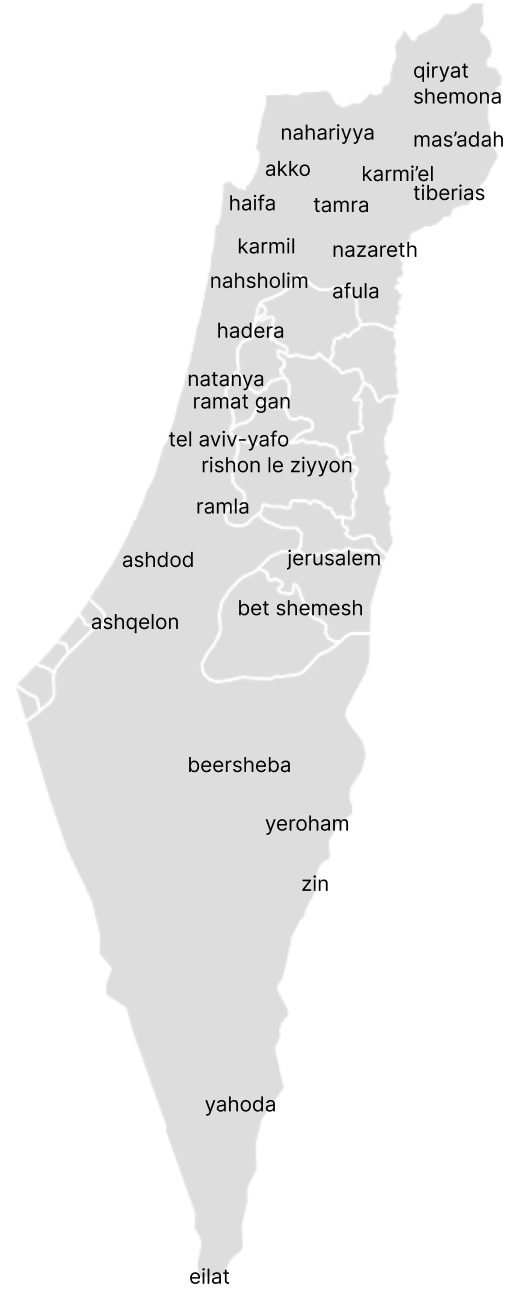 qiryat
shemona
nahariyya
mas’adah
akko
karmi’el
tiberias
haifa
tamra
karmil
nazareth
nahsholim
afula
hadera
natanya
ramat gan
tel aviv-yafo
rishon le ziyyon
ramla
ashdod
jerusalem
bet shemesh
ashqelon
beersheba
yeroham
zin
yahoda
eilat